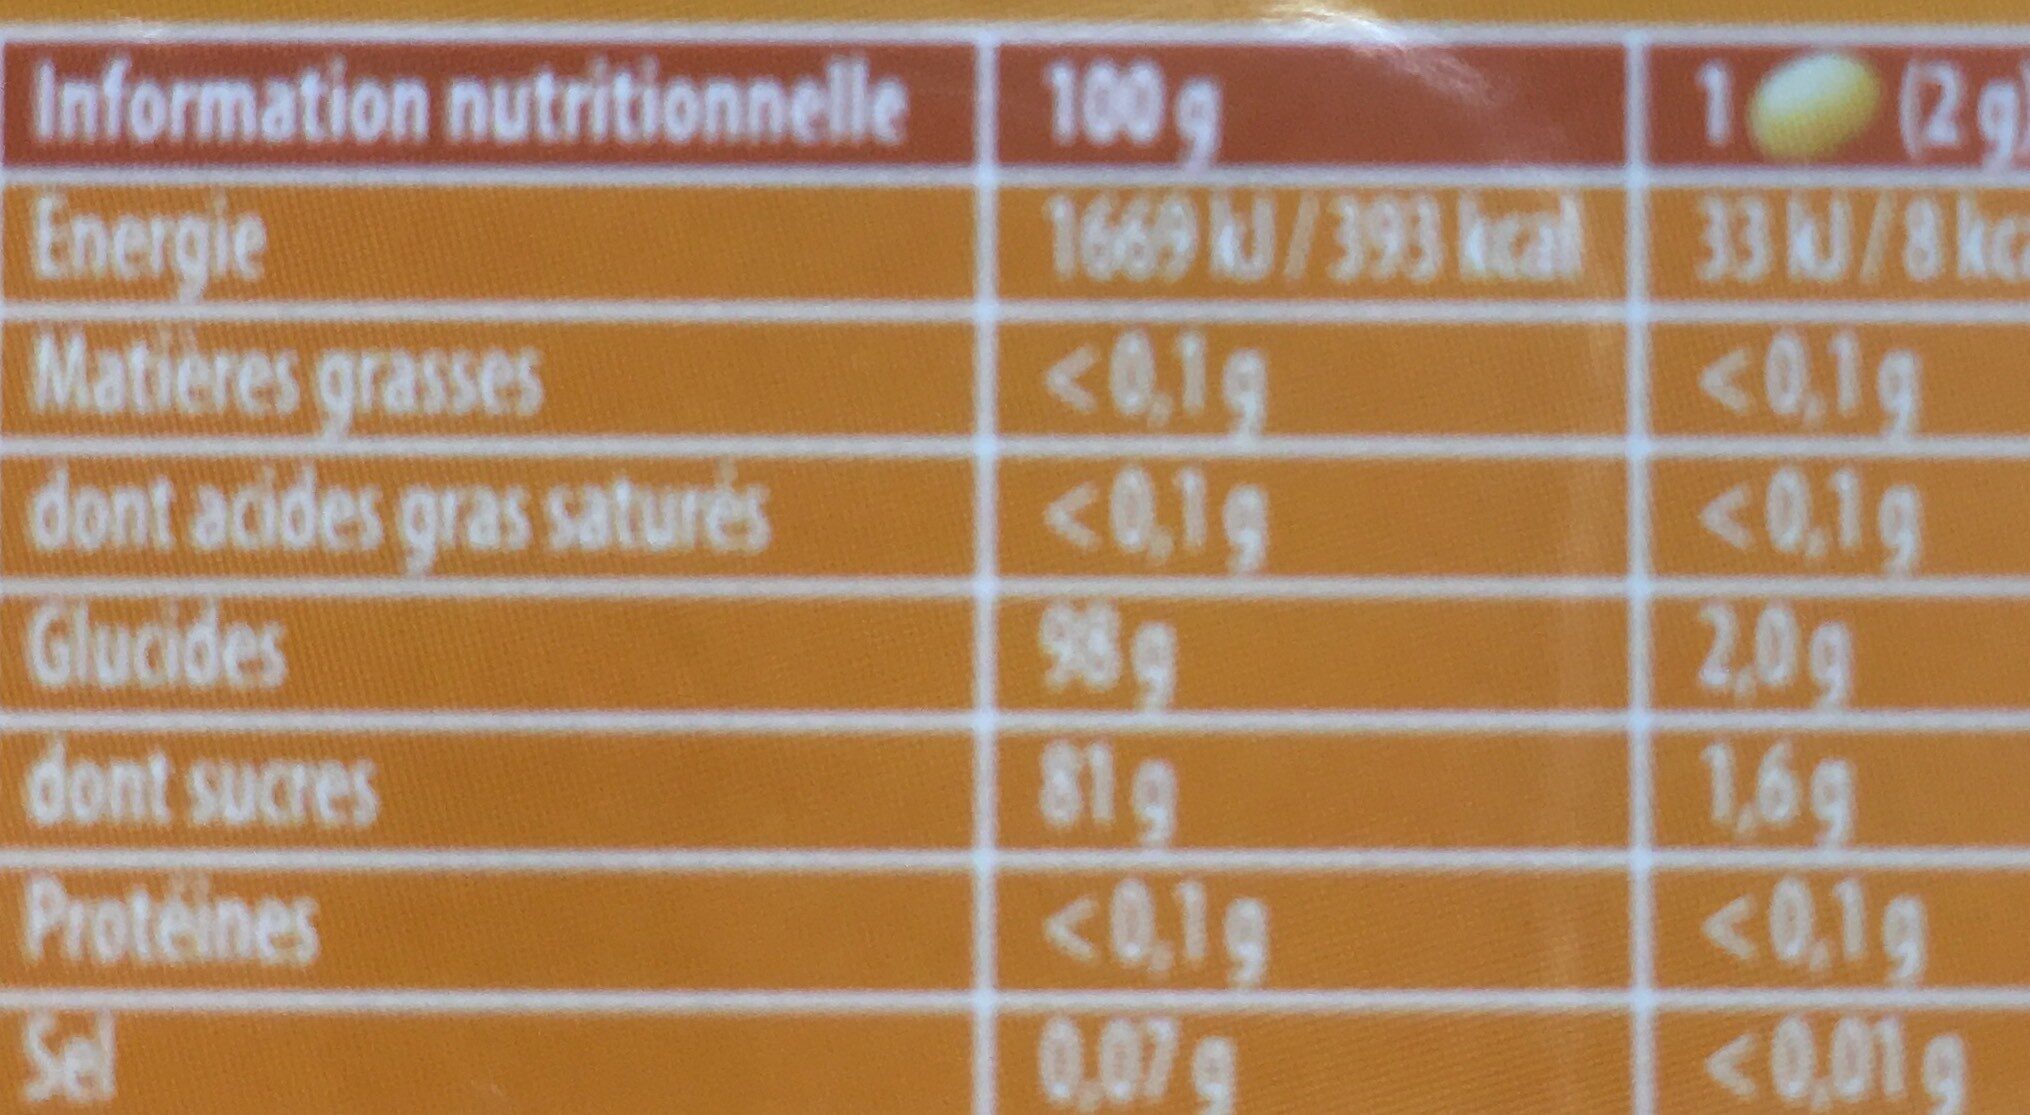 Information nutritionnelle 100 g 1 (2 g)
Énergie 1669 kJ / 393 kcal 33 kJ / 8 kca
Matières grasses < 0,1 g < 0,1 g
dont acides gras saturés < 0,1 g < 0,1 g
Glucides 98 g 2,0 g
dont sucres 81 g 1,6 g
Protéines < 0,1 g < 0,1 g
Sel 0,07 g < 0,01 g